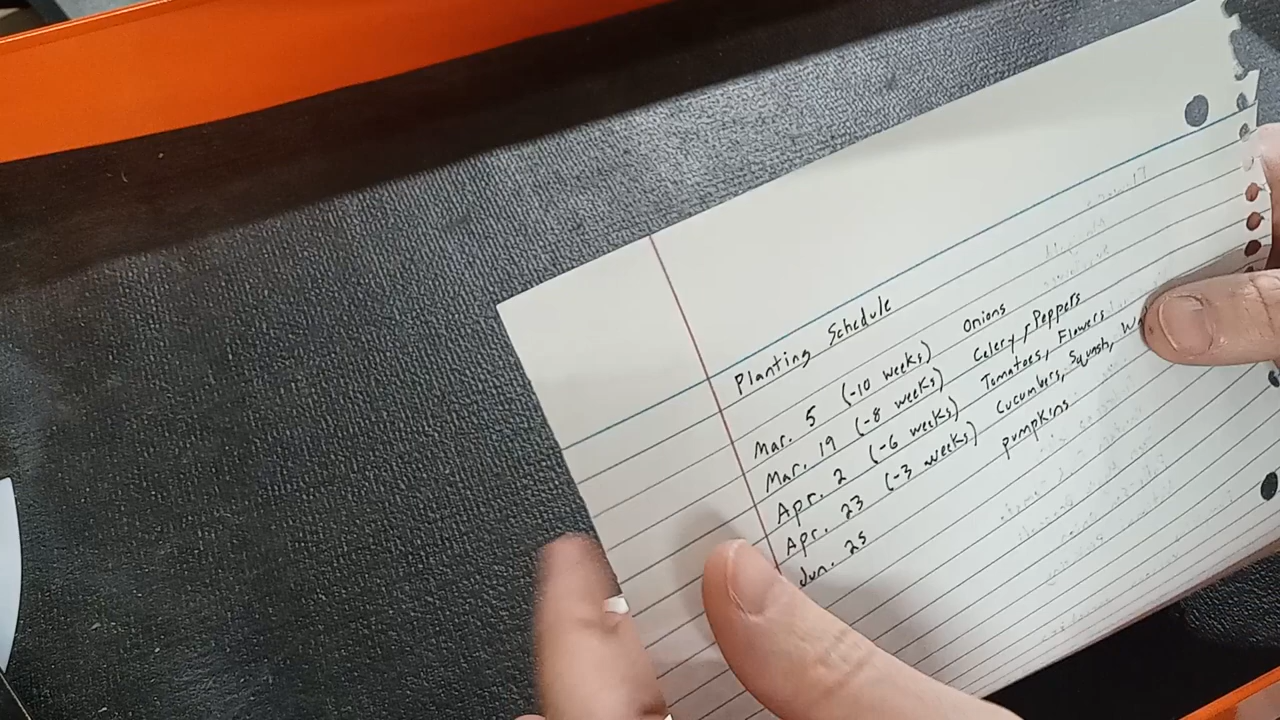 Planting Schedule
Mar. 5 (-10 weeks) Onions
Mar. 19 (-8 weeks) Celery, Peppers
Apr. 2 (-6 weeks) Tomatoes, Flowers
Apr. 23 (-3 weeks) Cucumbers, Squash,
Jun. 25 pumpkins